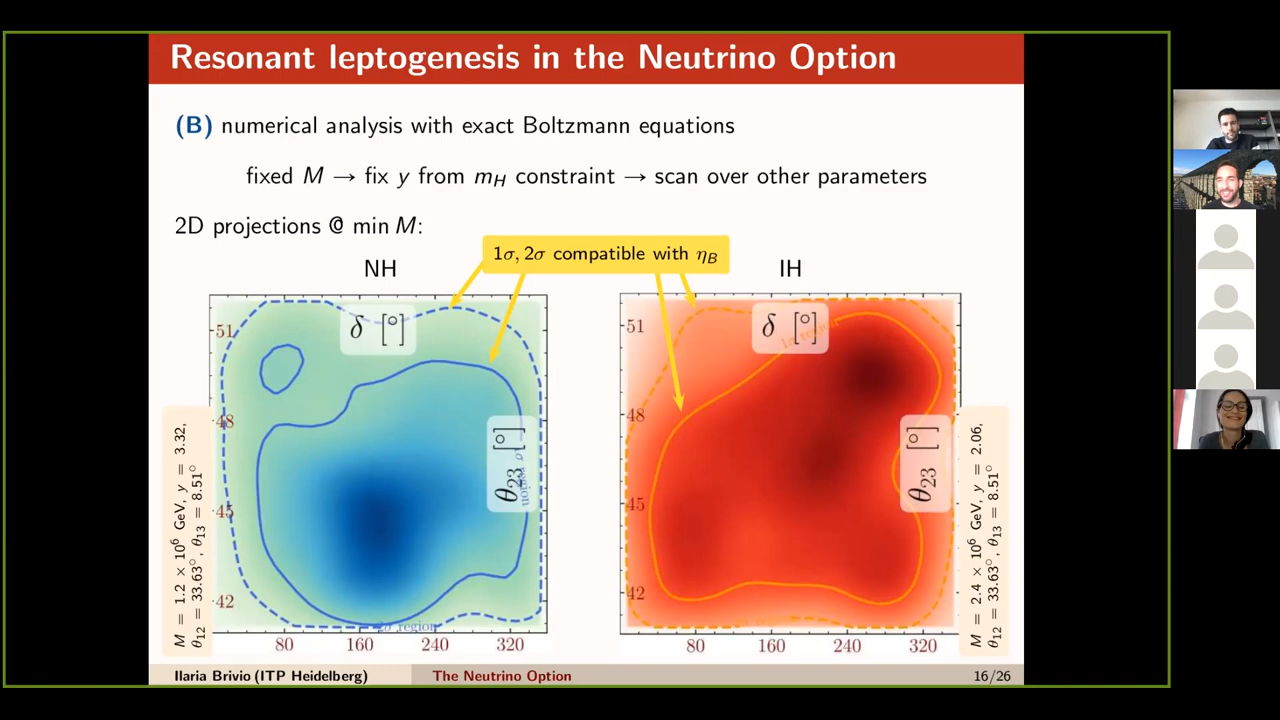 Resonant leptogenesis in the Neutrino Option
(B) numerical analysis with exact Boltzmann equations
fixed M → fix y from m_H constraint → scan over other parameters
2D projections @ min M:
1σ, 2σ compatible with η_B
NH
IH
δ [°]
51
48
45
42
θ_23 [°]
2σ region
80 160 240 320
M = 1.2 × 10^6 GeV, y = 3.32,
θ_12 = 33.63°, θ_13 = 8.51°
δ [°]
1σ region
51
48
45
42
θ_23 [°]
80 160 240 320
M = 2.4 × 10^6 GeV, y = 2.06,
θ_12 = 33.63°, θ_13 = 8.51°
Ilaria Brivio (ITP Heidelberg)
The Neutrino Option
16/26